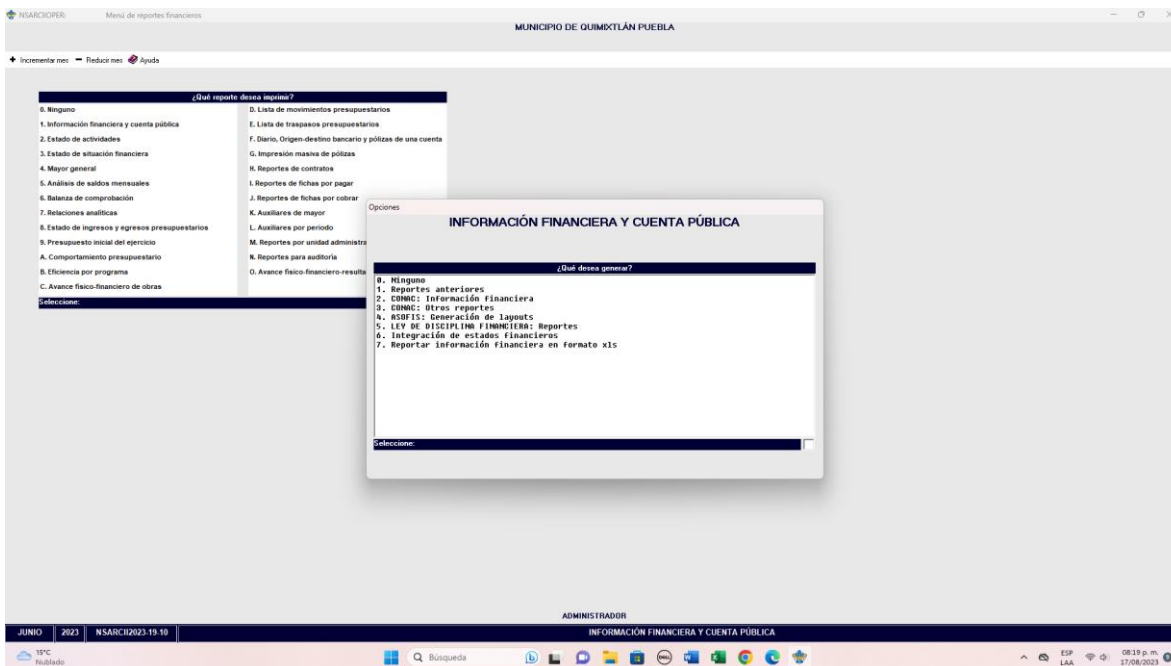 NSARCIIOPER: Menú de reportes financieros
MUNICIPIO DE QUIMIXTLÁN PUEBLA
Incrementar mes Reducir mes Ayuda
¿Qué reporte desea imprimir?
0. Ninguno
1. Información financiera y cuenta pública
2. Estado de actividades
3. Estado de situación financiera
4. Mayor general
5. Análisis de saldos mensuales
6. Balanza de comprobación
7. Relaciones analíticas
8. Estado de ingresos y egresos presupuestarios
9. Presupuesto inicial del ejercicio
A. Comportamiento presupuestario
B. Eficiencia por programa
C. Avance físico-financiero de obras
D. Lista de movimientos presupuestarios
E. Lista de traspasos presupuestarios
F. Diario, Origen-destino bancario y pólizas de una cuenta
G. Impresión masiva de pólizas
H. Reportes de contratos
I. Reportes de fichas por pagar
J. Reportes de fichas por cobrar
K. Auxiliares de mayor
L. Auxiliares por periodo
M. Reportes por unidad administra
N. Reportes para auditoría
O. Avance físico-financiero-resulta
Seleccione:
Opciones
INFORMACIÓN FINANCIERA Y CUENTA PÚBLICA
¿Qué desea generar?
0. Ninguno
1. Reportes anteriores
2. CONAC: Información financiera
3. CONAC: Otros reportes
4. ASOFIS: Generación de layouts
5. LEY DE DISCIPLINA FINANCIERA: Reportes
6. Integración de estados financieros
7. Reportar información financiera en formato xls
Seleccione:
ADMINISTRADOR
JUNIO 2023 NSARCII2023-19-10 INFORMACIÓN FINANCIERA Y CUENTA PÚBLICA
15°C
Nublado
Búsqueda
DELL
ESP
LAA
08:19 p. m.
17/08/2023